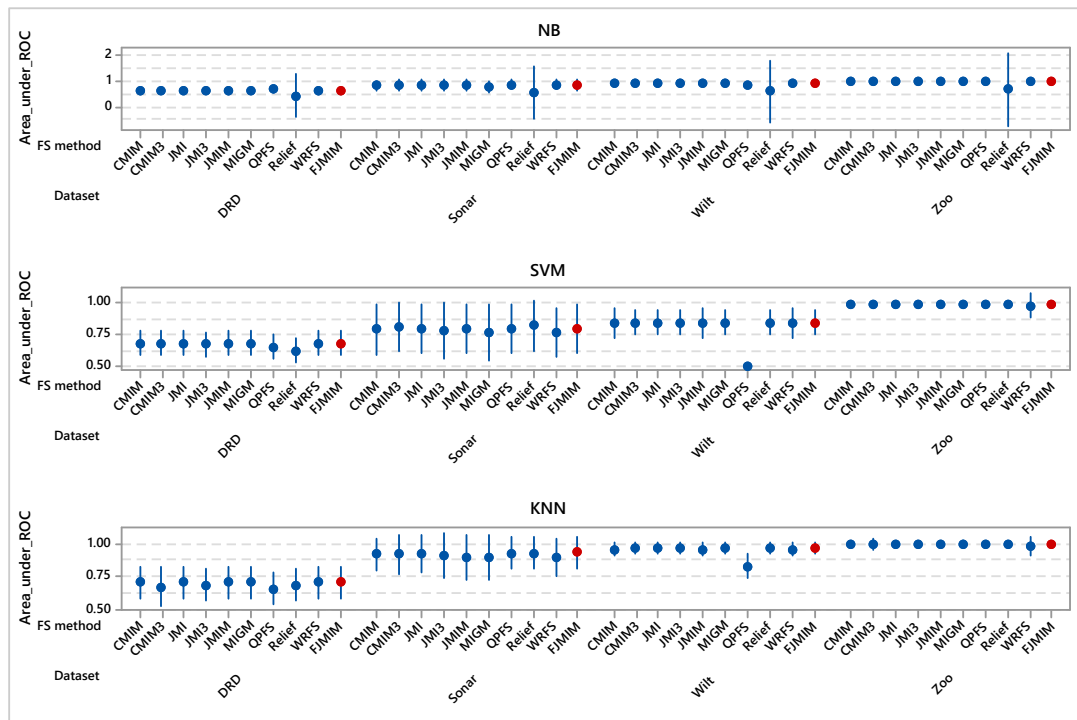 NB
Area_under_ROC
2
1
0
FS method
CMIM CMIM3 JMI JMI3 JMIM MIGM QPFS Relief WRFS FJMIM CMIM CMIM3 JMI JMI3 JMIM MIGM QPFS Relief WRFS FJMIM CMIM CMIM3 JMI JMI3 JMIM MIGM QPFS Relief WRFS FJMIM CMIM CMIM3 JMI JMI3 JMIM MIGM QPFS Relief WRFS FJMIM
Dataset
DRD Sonar Wilt Zoo
SVM
Area_under_ROC
1.00
0.75
0.50
FS method
CMIM CMIM3 JMI JMI3 JMIM MIGM QPFS Relief WRFS FJMIM CMIM CMIM3 JMI JMI3 JMIM MIGM QPFS Relief WRFS FJMIM CMIM CMIM3 JMI JMI3 JMIM MIGM QPFS Relief WRFS FJMIM CMIM CMIM3 JMI JMI3 JMIM MIGM QPFS Relief WRFS FJMIM
Dataset
DRD Sonar Wilt Zoo
KNN
Area_under_ROC
1.00
0.75
0.50
FS method
CMIM CMIM3 JMI JMI3 JMIM MIGM QPFS Relief WRFS FJMIM CMIM CMIM3 JMI JMI3 JMIM MIGM QPFS Relief WRFS FJMIM CMIM CMIM3 JMI JMI3 JMIM MIGM QPFS Relief WRFS FJMIM CMIM CMIM3 JMI JMI3 JMIM MIGM QPFS Relief WRFS FJMIM
Dataset
DRD Sonar Wilt Zoo